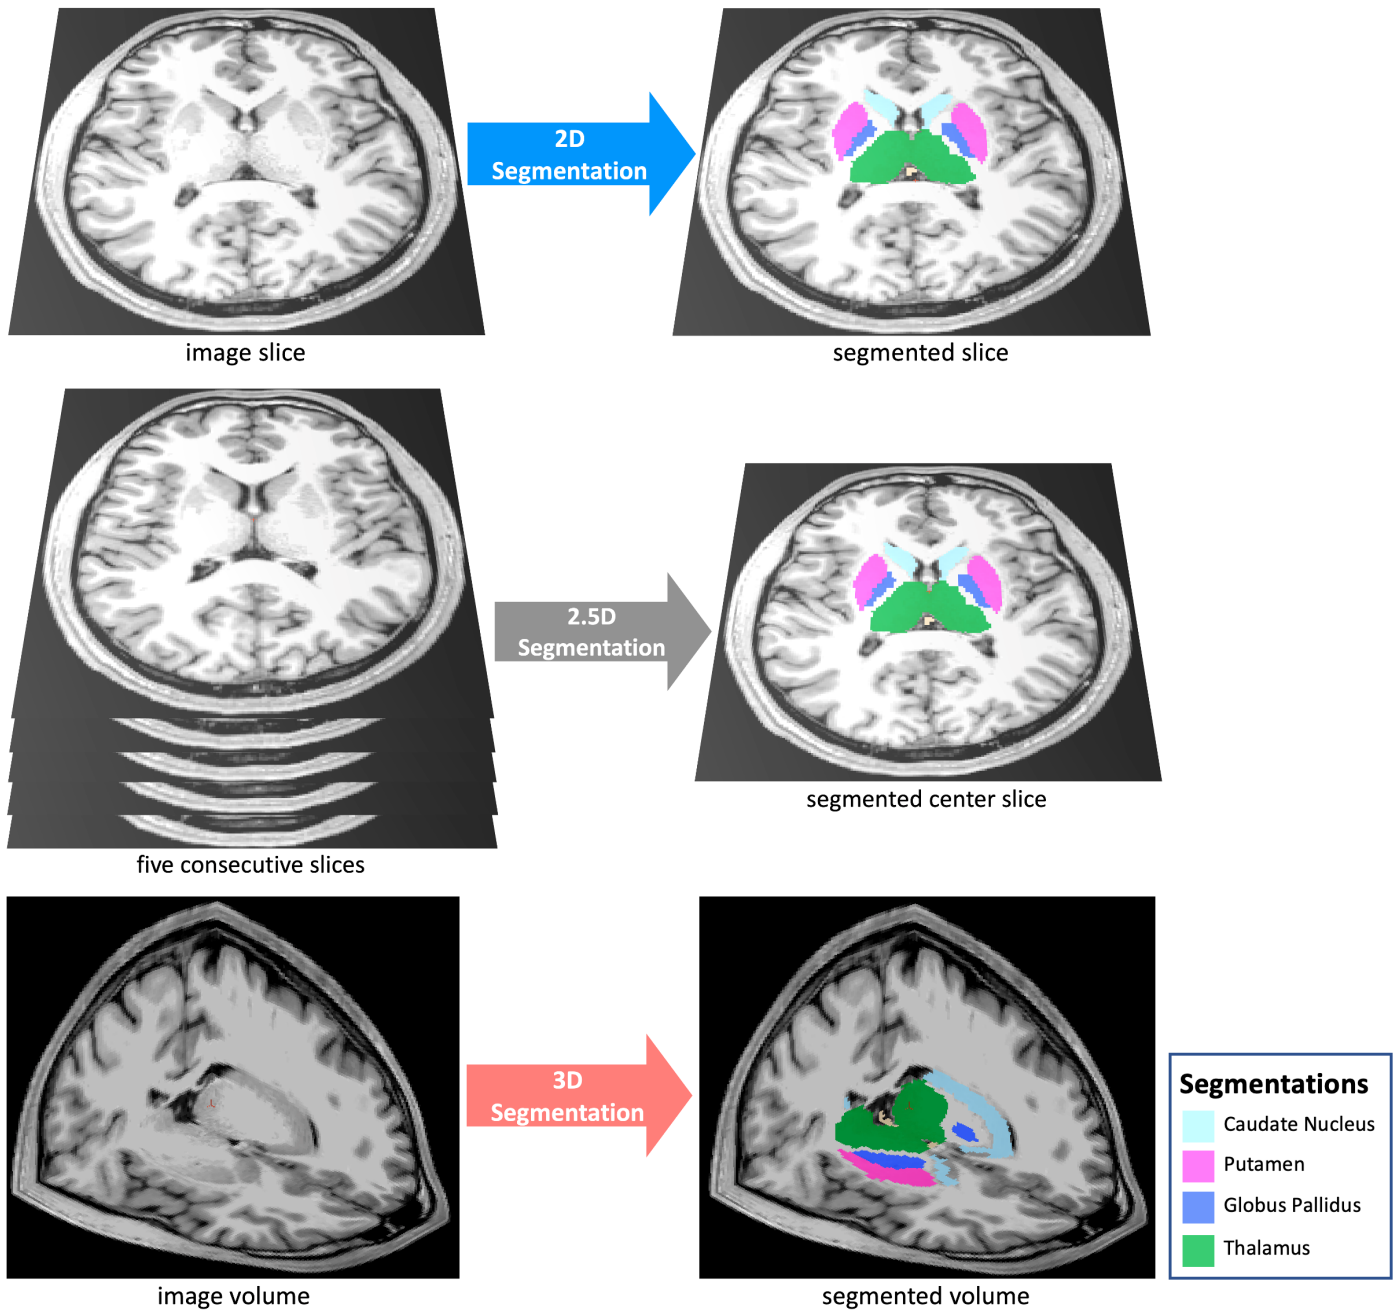 2D
Segmentation
image slice
segmented slice
2.5D
Segmentation
segmented center slice
five consecutive slices
3D
Segmentation
Segmentations
Caudate Nucleus
Putamen
Globus Pallidus
Thalamus
image volume
segmented volume